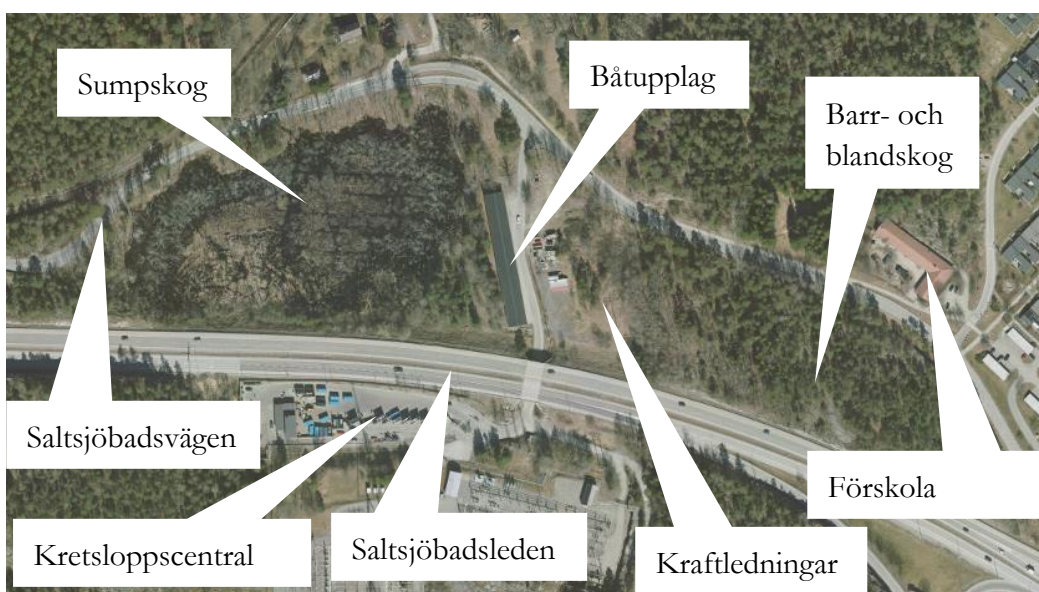 Sumpskog
Båtupplag
Barr- och
blandskog
Saltsjöbadsvägen
Förskola
Kretsloppscentral
Saltsjöbadsleden
Kraftledningar